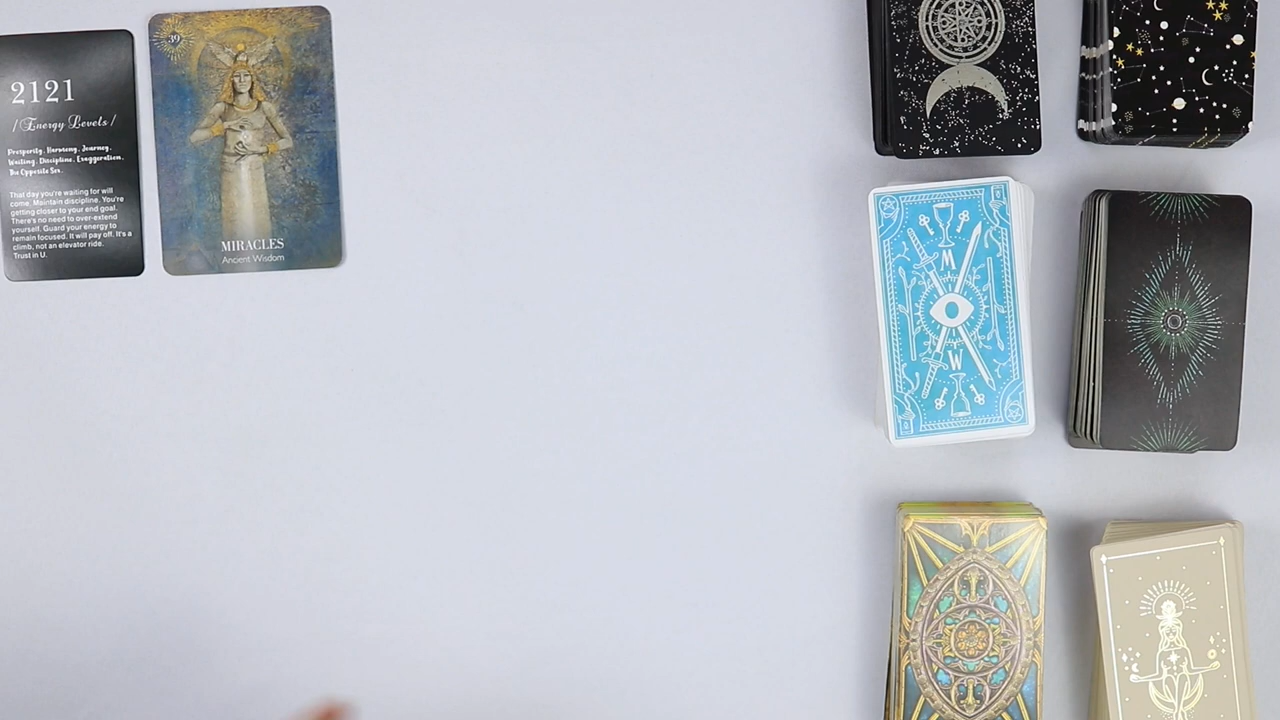 2121
/Energy Levels/
Prosperity, Harmony, Journey,
Waiting, Discipline, Exaggeration,
The Opposite Sex.
That day you're waiting for will
come. Maintain discipline. You're
getting closer to your end goal.
There's no need to over-extend
yourself. Guard your energy to
remain focused. It will pay off. It's a
climb, not an elevator ride.
Trust in U.
39
MIRACLES
Ancient Wisdom
M
W